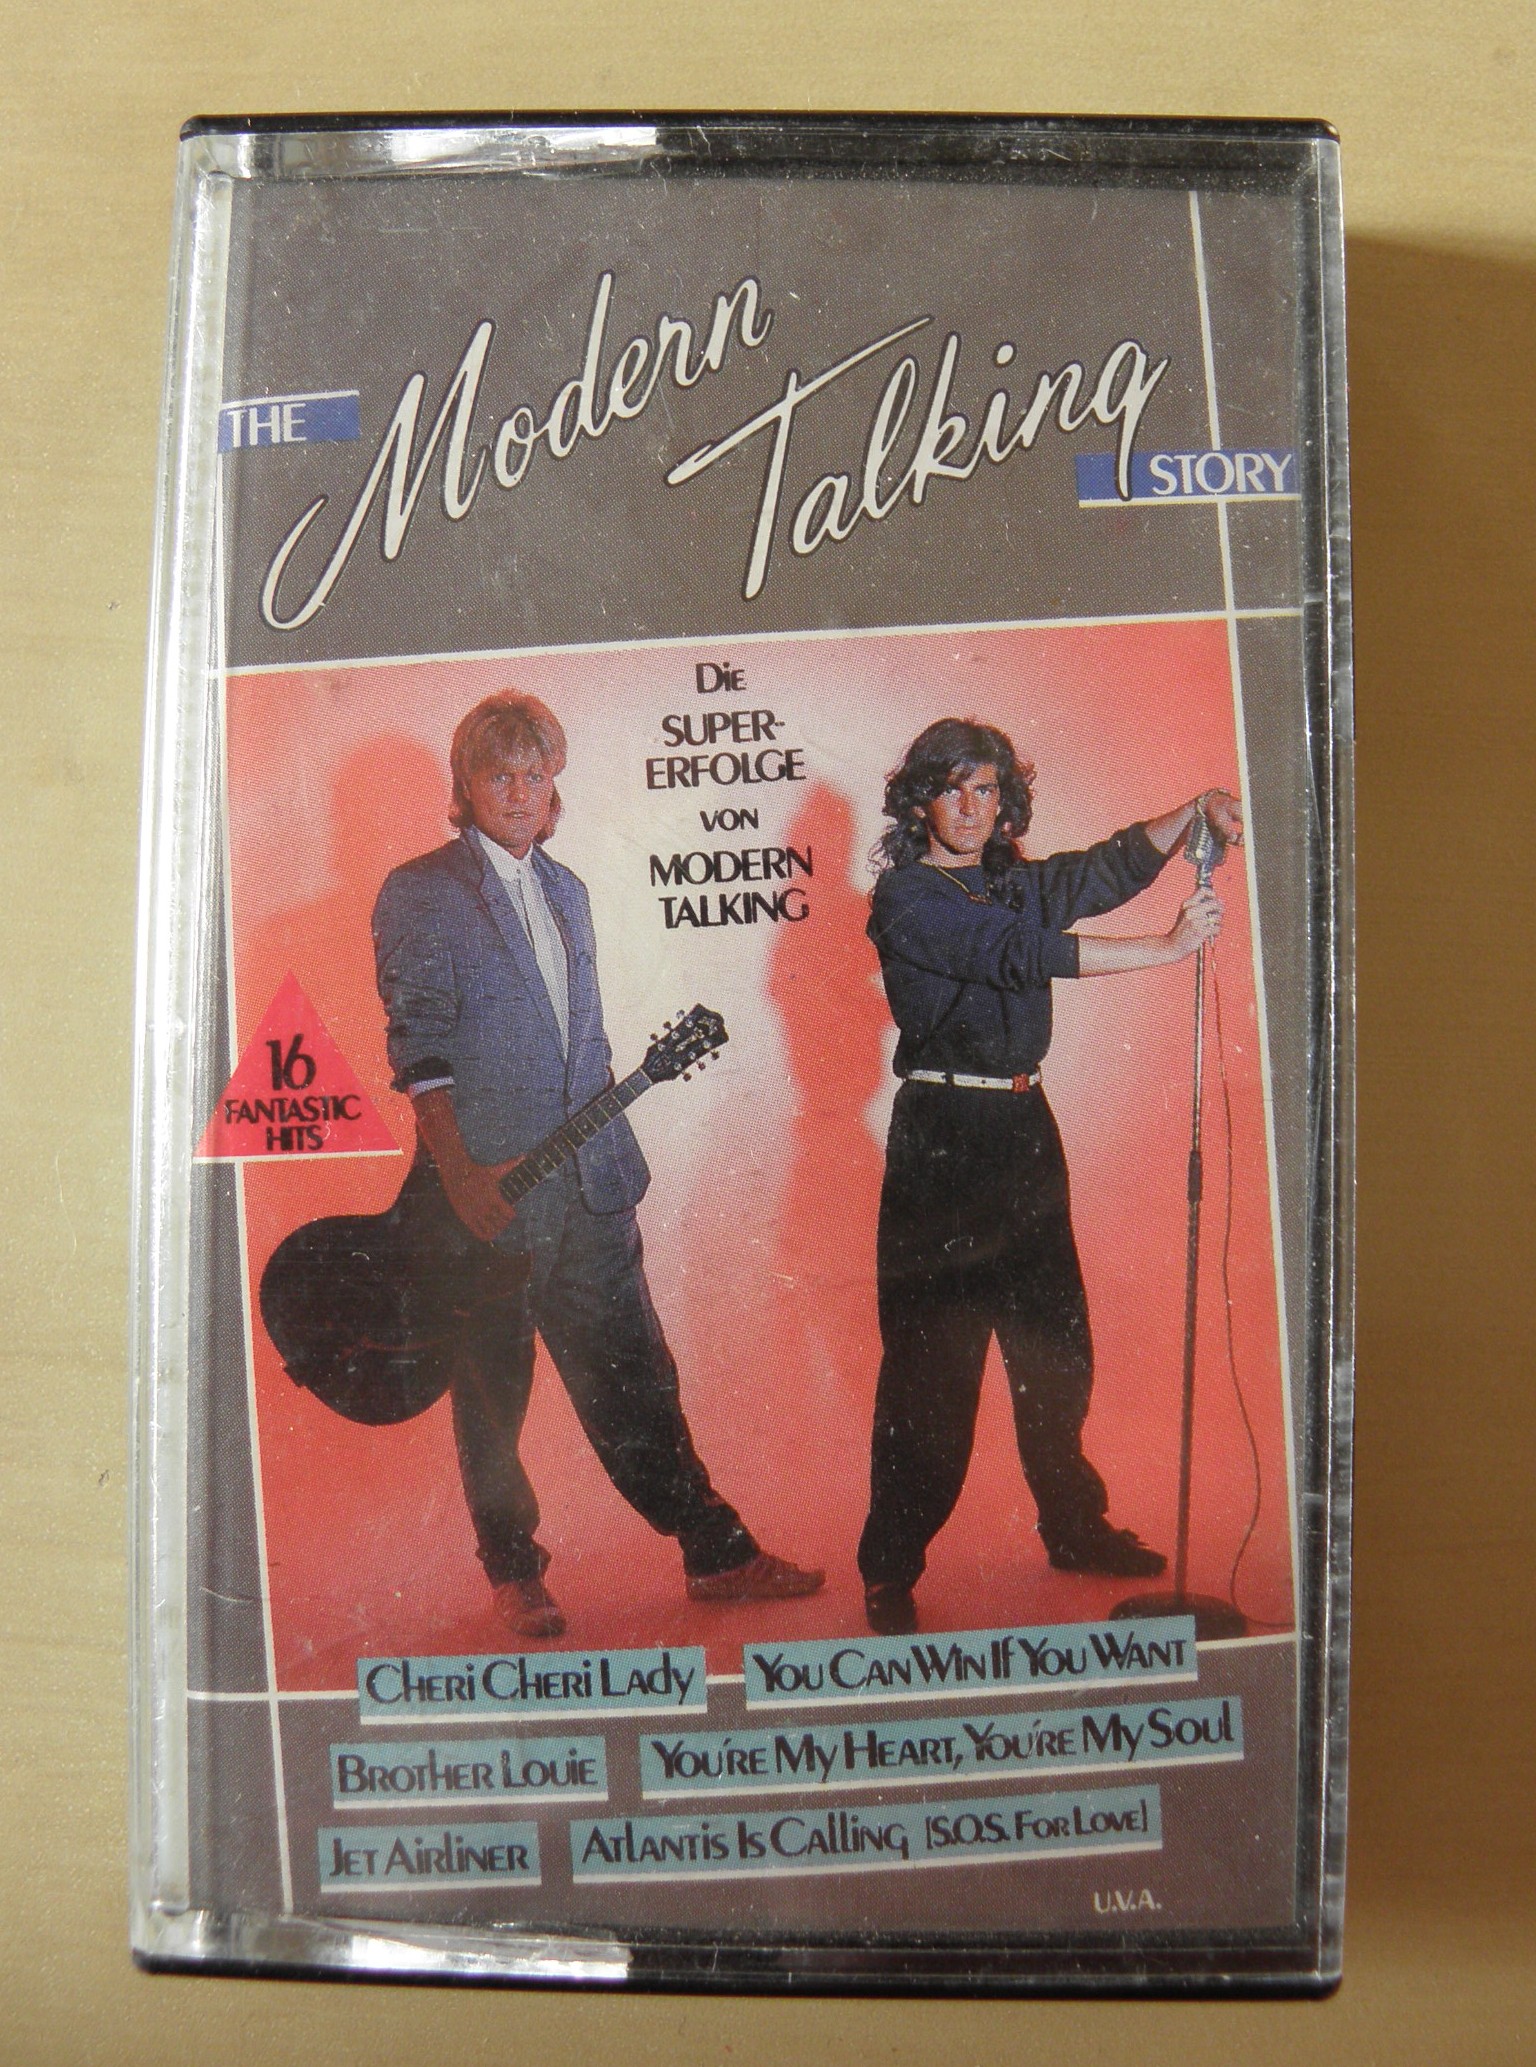 THE
Modern
Talking
STORY
Die
SUPER-
ERFOLGE
VON
MODERN
TALKING
16
FANTASTIC
HITS
CHERI CHERI LADY
YOU CAN WIN IF YOU WANT
BROTHER LOUIE
YOU'RE MY HEART, YOU'RE MY SOUL
JET AIRLINER
ATLANTIS IS CALLING [S.O.S. FOR LOVE]
U.V.A.